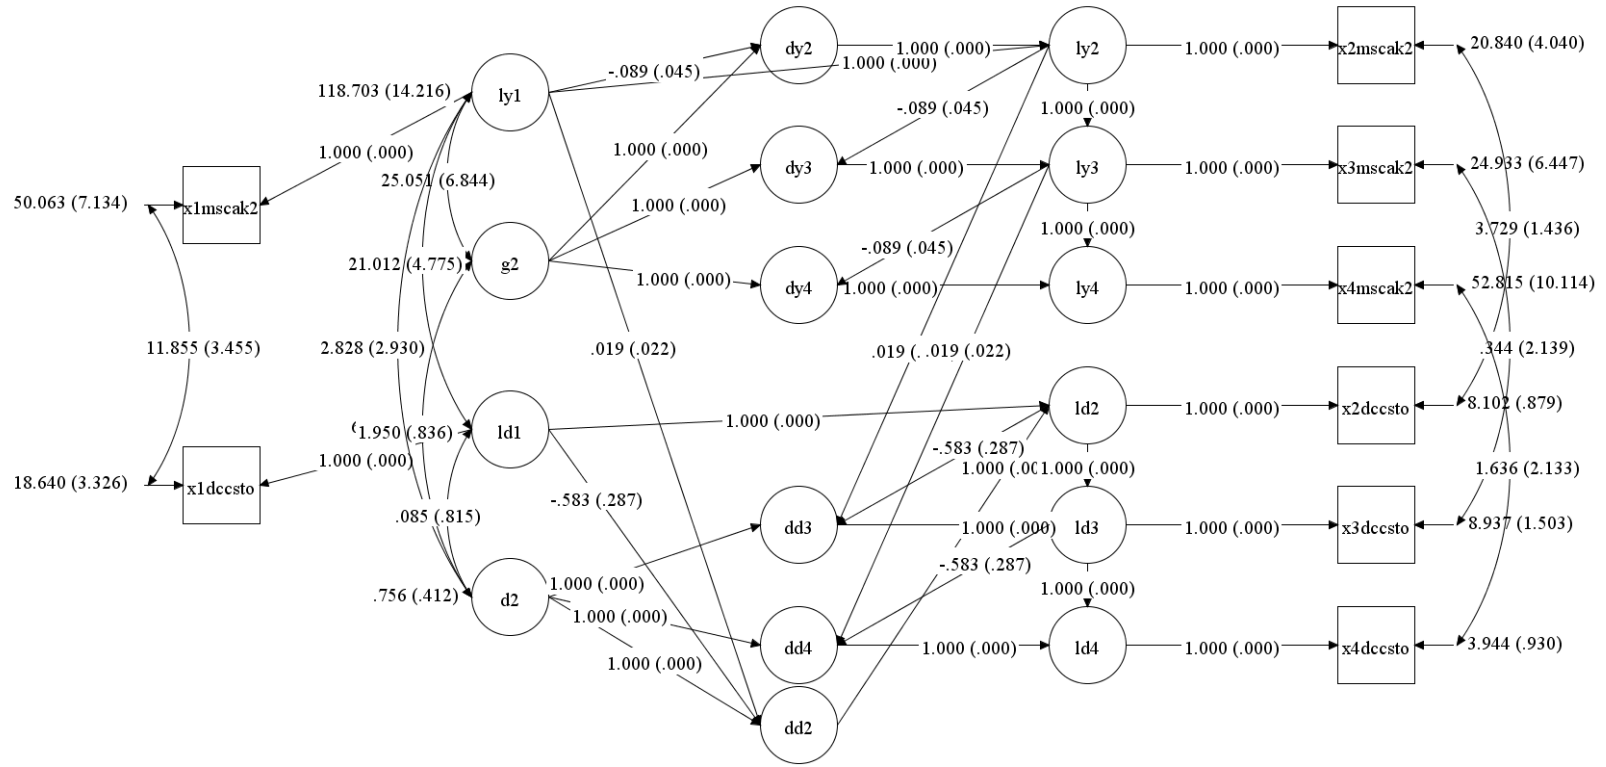 dy2
1.000 (.000)
ly2
1.000 (.000)
x2mscak2
20.840 (4.040)
-.089 (.045)
1.000 (.000)
118.703 (14.216)
ly1
-.089 (.045)
1.000 (.000)
1.000 (.000)
1.000 (.000)
dy3
1.000 (.000)
ly3
1.000 (.000)
x3mscak2
24.933 (6.447)
25.051 (6.844)
50.063 (7.134)
x1mscak2
1.000 (.000)
1.000 (.000)
3.729 (1.436)
-.089 (.045)
21.012 (4.775)
g2
1.000 (.000)
dy4
1.000 (.000)
ly4
1.000 (.000)
x4mscak2
52.815 (10.114)
11.855 (3.455)
2.828 (2.930)
.019 (.022)
.019 (.
.019 (.022)
.344 (2.139)
ld2
1.000 (.000)
x2dccsto
8.102 (.879)
1.950 (.836)
ld1
1.000 (.000)
-.583 (.287)
1.000 (.000)
1.000 (.00
1.000 (.000)
1.636 (2.133)
18.640 (3.326)
x1dccsto
.085 (.815)
-.583 (.287)
dd3
1.000 (.000)
ld3
1.000 (.000)
x3dccsto
8.937 (1.503)
-.583 (.287)
1.000 (.000)
1.000 (.000)
.756 (.412)
d2
1.000 (.000)
dd4
1.000 (.000)
ld4
1.000 (.000)
x4dccsto
3.944 (.930)
1.000 (.000)
dd2